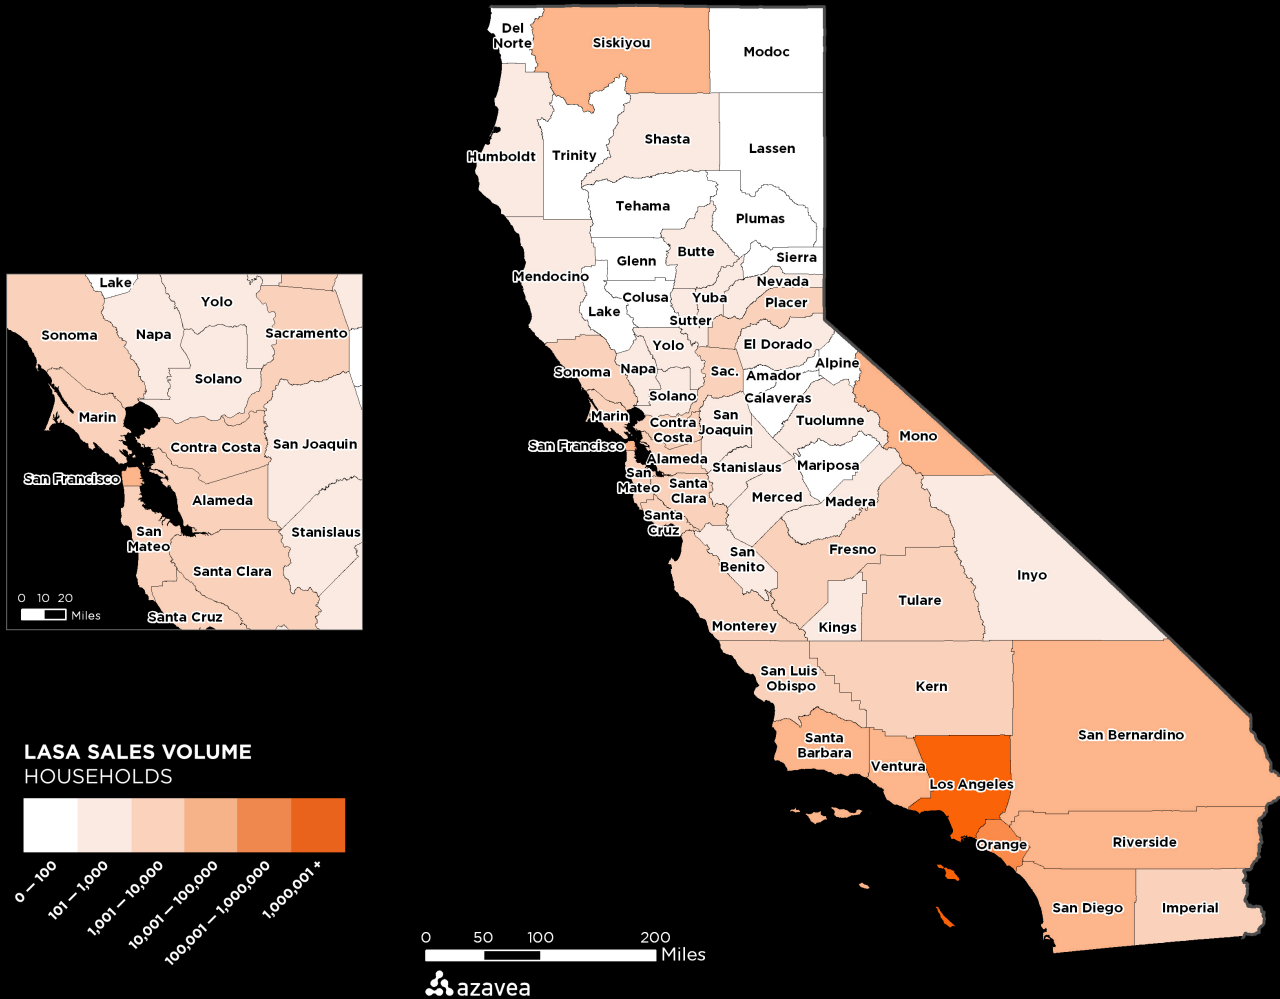 Del
Norte
Siskiyou
Modoc
Humboldt
Trinity
Shasta
Lassen
Tehama
Plumas
Mendocino
Glenn
Butte
Sierra
Colusa
Yuba
Nevada
Lake
Sutter
Placer
Sonoma
Napa
Yolo
Sac.
El Dorado
Alpine
Amador
Solano
Calaveras
Marin
Contra
Costa
San
Joaquin
Tuolumne
Mono
San Francisco
Alameda
Stanislaus
Mariposa
San
Mateo
Santa
Clara
Merced
Madera
Santa
Cruz
San
Benito
Fresno
Inyo
Monterey
Kings
Tulare
San Luis
Obispo
Kern
San Bernardino
Santa
Barbara
Ventura
Los Angeles
Orange
Riverside
San Diego
Imperial
Lake
Yolo
Sonoma
Napa
Sacramento
Solano
Marin
Contra Costa
San Joaquin
San Francisco
Alameda
San
Mateo
Stanislaus
Santa Clara
Santa Cruz
0 10 20
Miles
LASA SALES VOLUME
HOUSEHOLDS
0 – 100
101 – 1,000
1,001 – 10,000
10,001 – 100,000
100,001 – 1,000,000
1,000,001 +
0 50 100 200
Miles
azavea